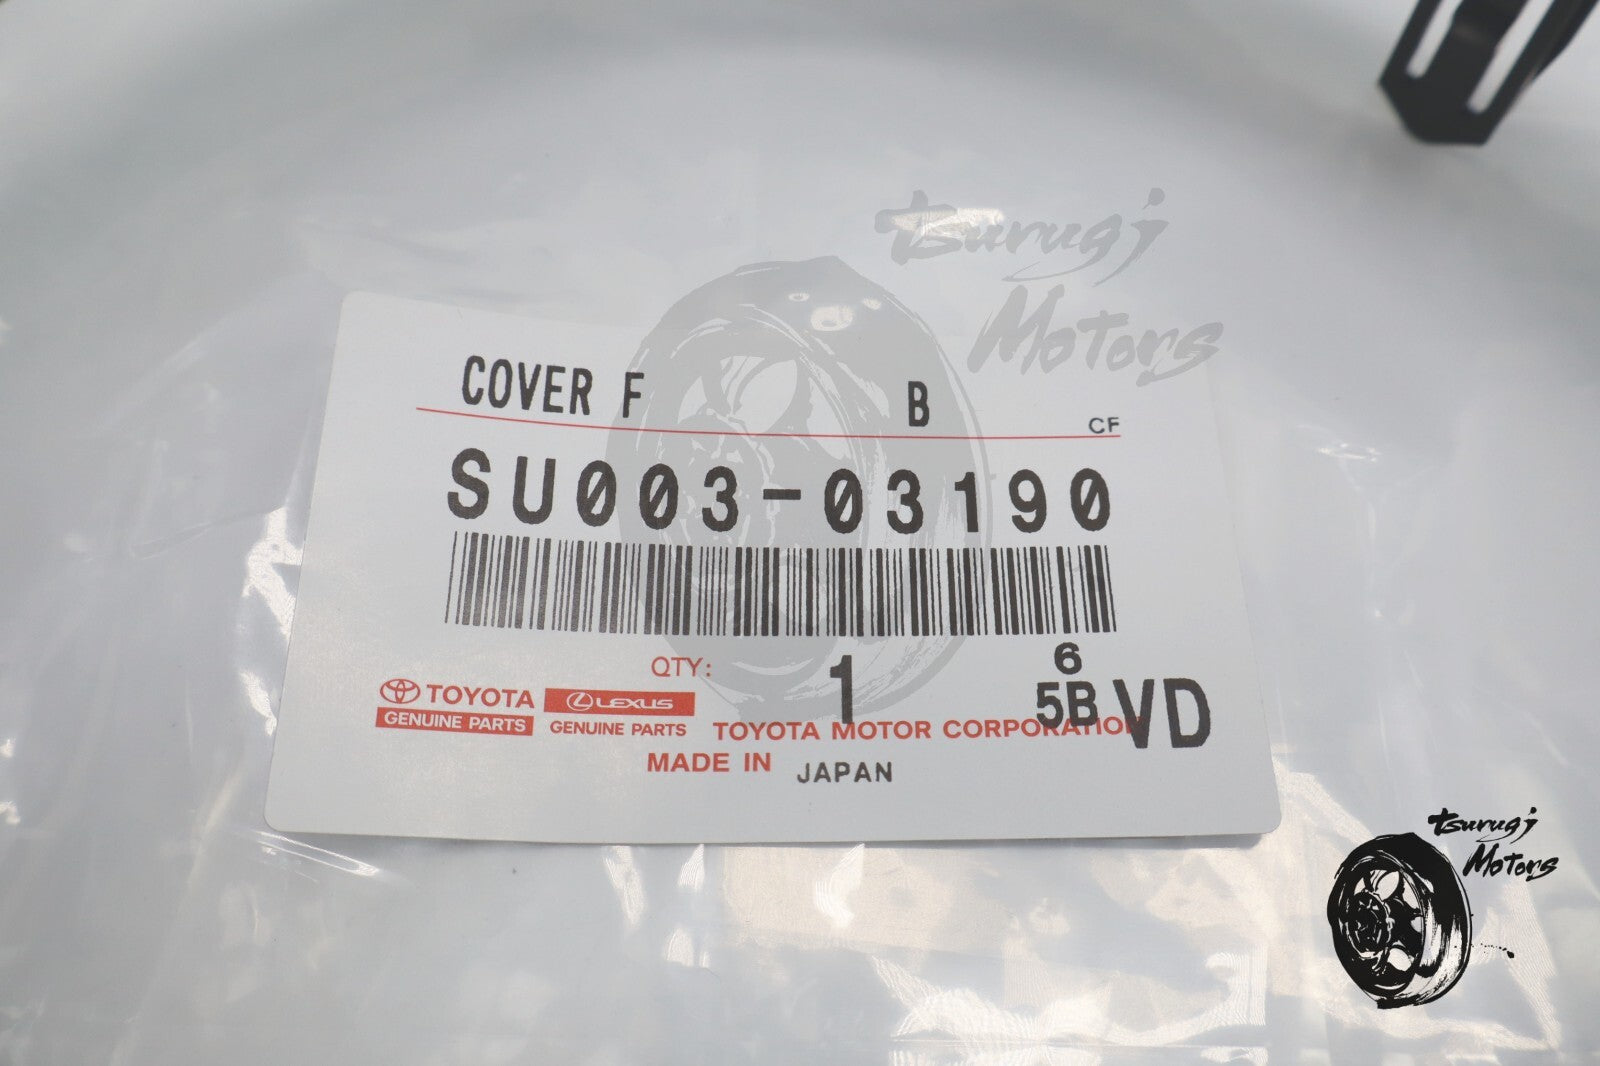 tsurugi
Motors
COVER F B CF
SU003-03190
QTY: 1 6
5B VD
TOYOTA LEXUS
GENUINE PARTS GENUINE PARTS TOYOTA MOTOR CORPORATION
MADE IN JAPAN
tsurugi
Motors